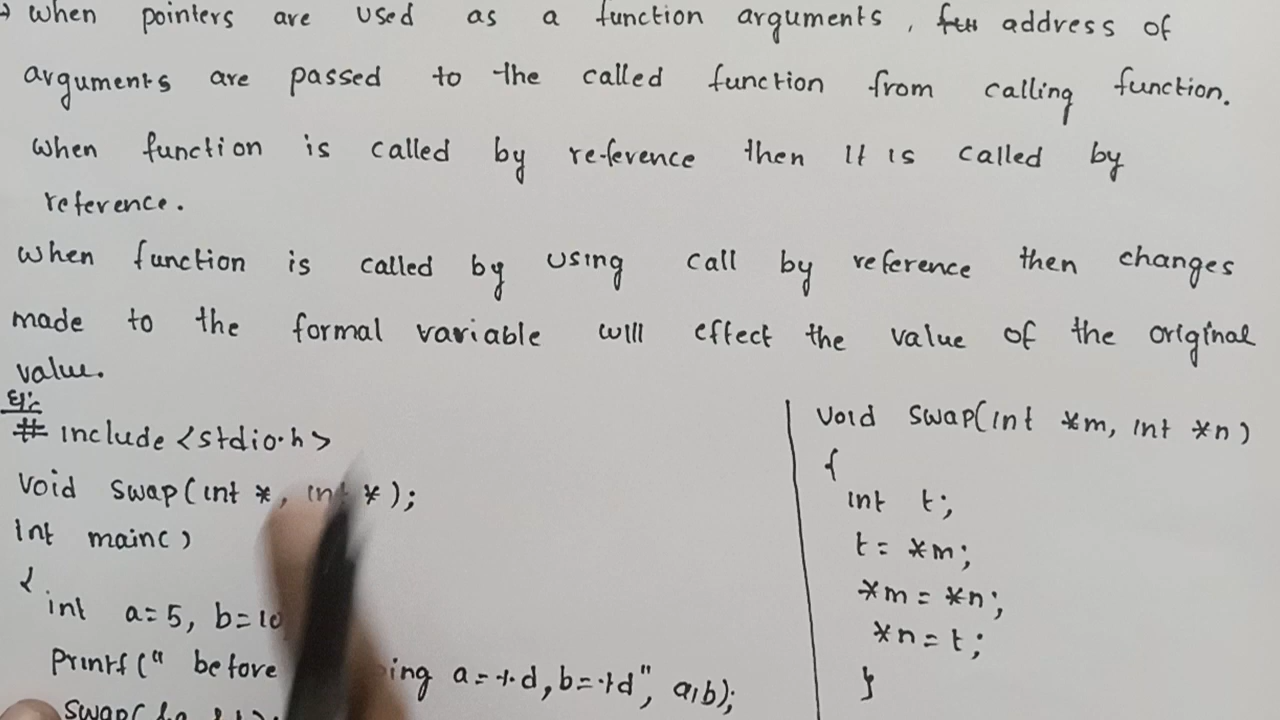 → When pointers are used as a function arguments, address of
arguments are passed to the called function from calling function.
when function is called by reference then it is called by
reference.
When function is called by using call by reference then changes
made to the formal variable will effect the value of the original
value.
# include <stdio.h>
void swap(int *, int *);
int main()
{
int a=5, b=10
printf(" before ing a=%d, b=%d", a,b);
swap(
void swap(int *m, int *n)
{
int t;
t = *m;
*m = *n;
*n = t;
}